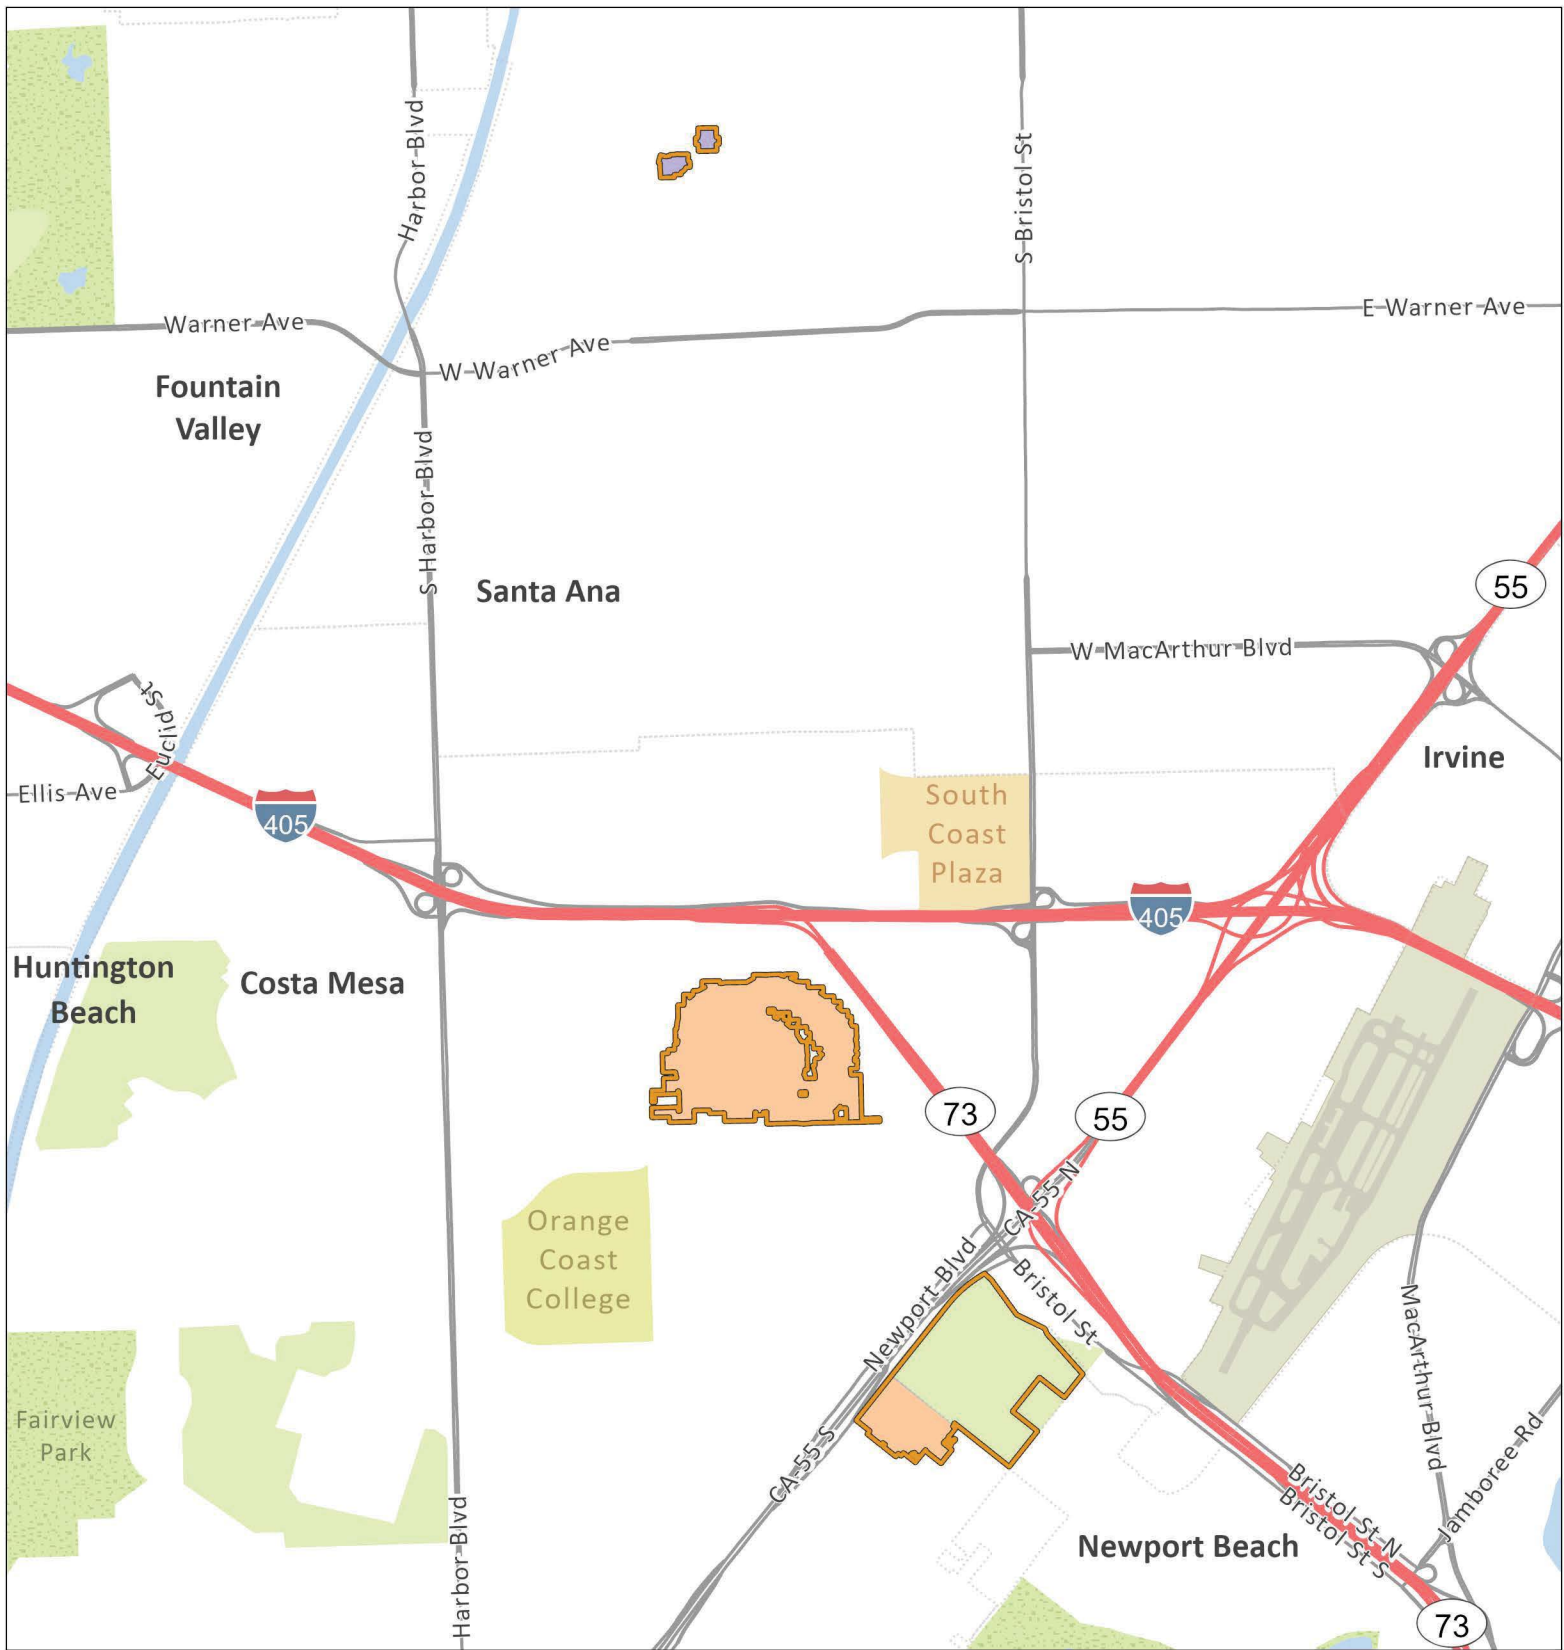 Harbor Blvd
S Bristol St
Warner Ave
E Warner Ave
W Warner Ave
Fountain
Valley
S Harbor Blvd
Santa Ana
55
W MacArthur Blvd
Euclid St
Irvine
Ellis Ave
405
South
Coast
Plaza
405
Huntington
Beach
Costa Mesa
73
55
CA-55 N
Orange
Coast
College
Newport Blvd
Bristol St
MacArthur Blvd
Fairview
Park
CA-55 S
Jamboree Rd
Harbor Blvd
Bristol St N
Bristol St S
Newport Beach
73